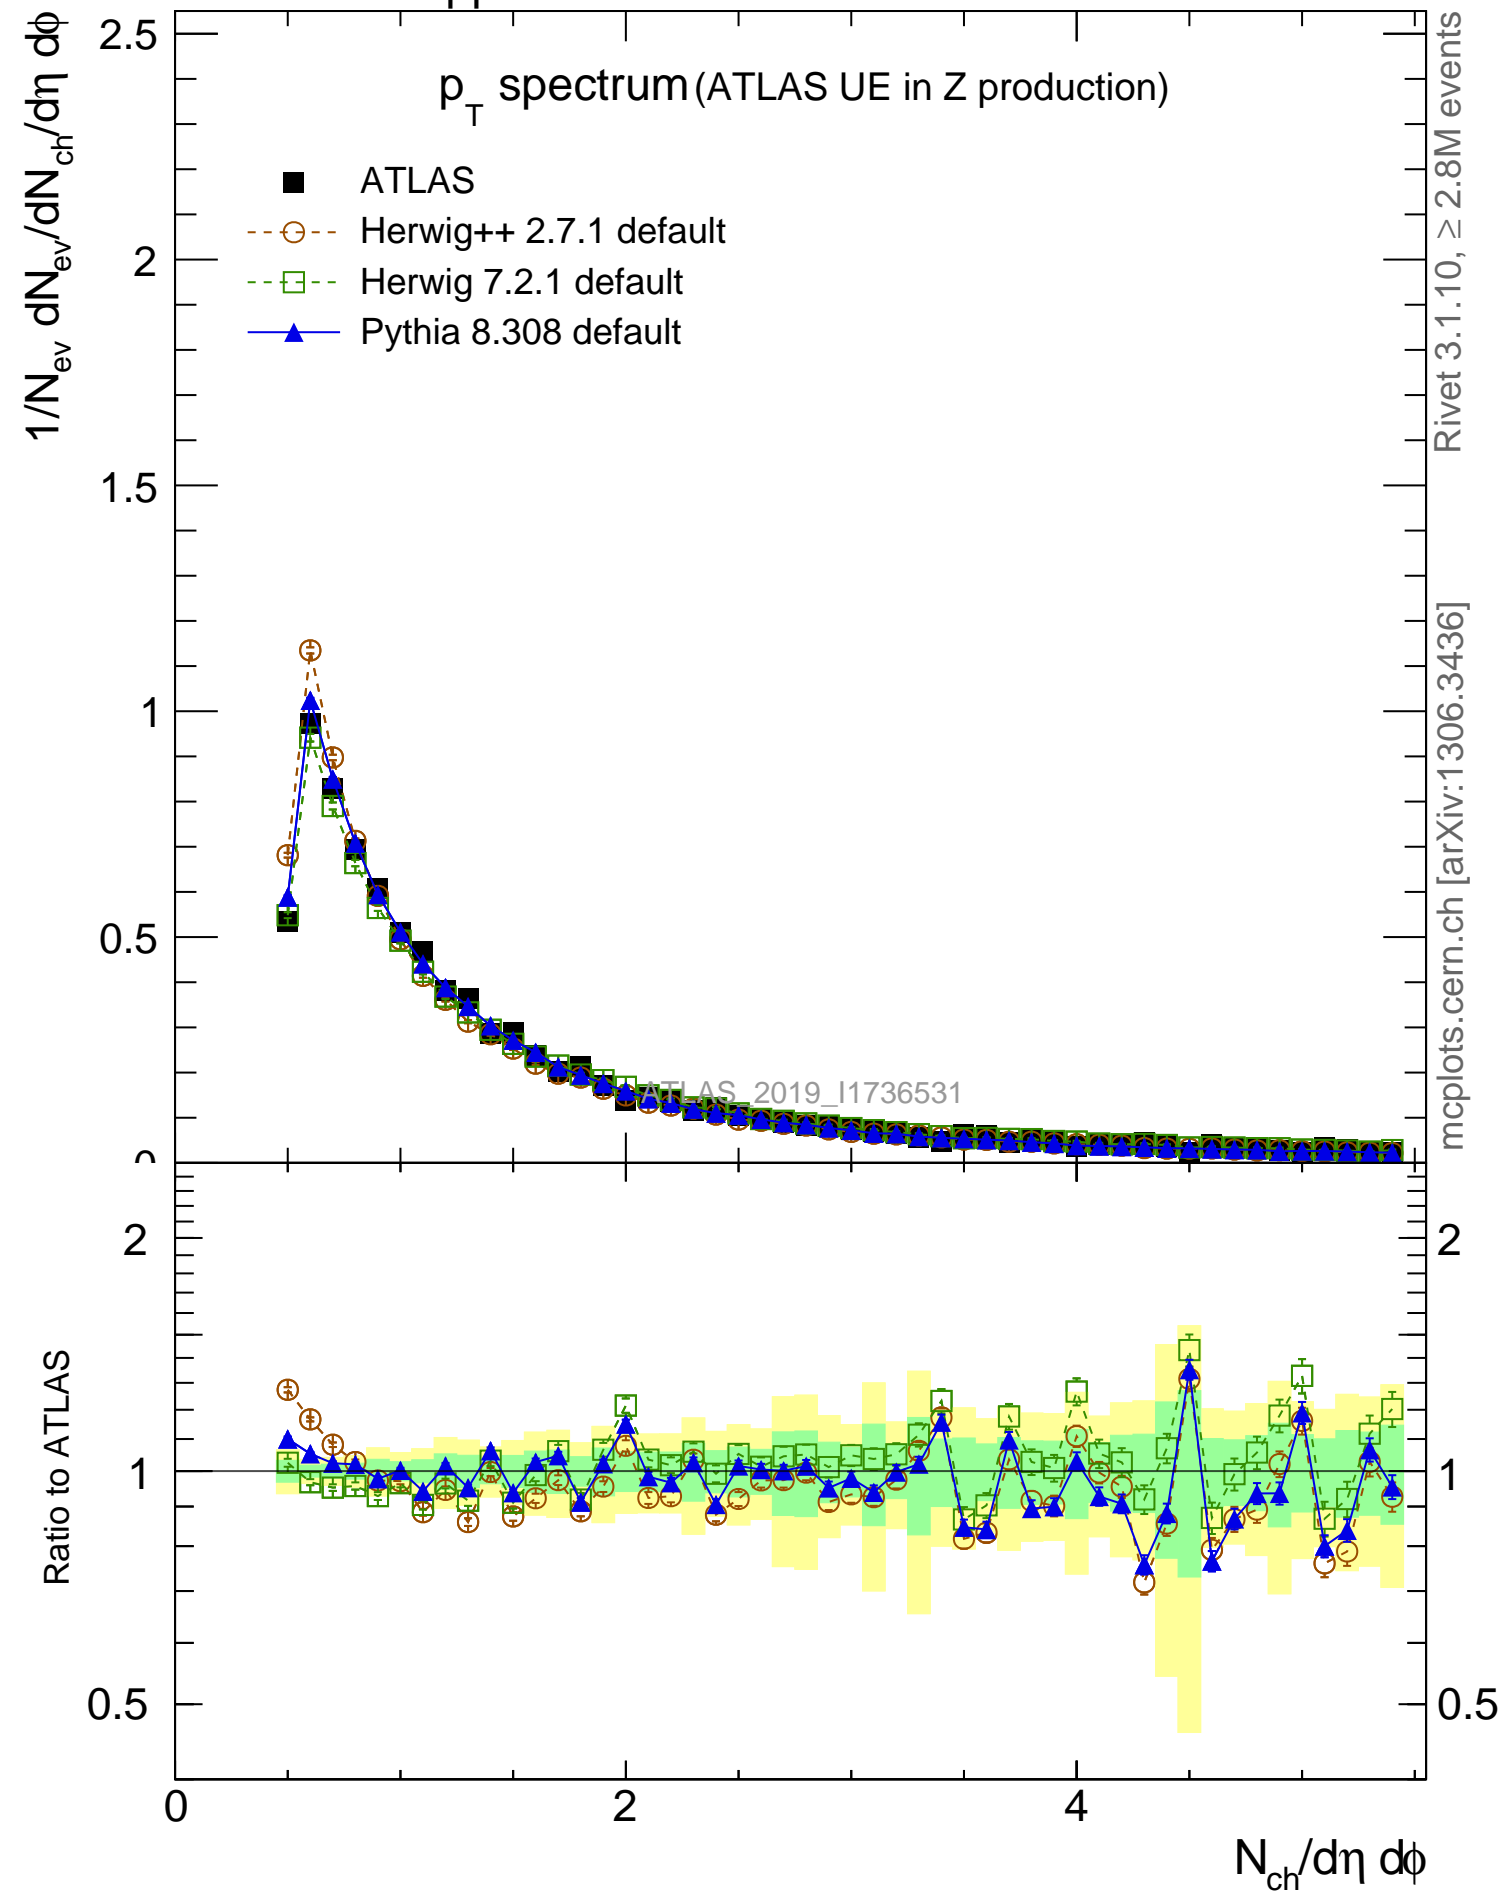 1/N_ev dN_ev/dN_ch/dη dϕ
p_T spectrum (ATLAS UE in Z production)
ATLAS
Herwig++ 2.7.1 default
Herwig 7.2.1 default
Pythia 8.308 default
2.5
2
1.5
1
0.5
0
ATLAS_2019_I1736531
Rivet 3.1.10, ≥ 2.8M events
mcplots.cern.ch [arXiv:1306.3436]
Ratio to ATLAS
2
1
0.5
2
1
0.5
0
2
4
N_ch/dη dϕ